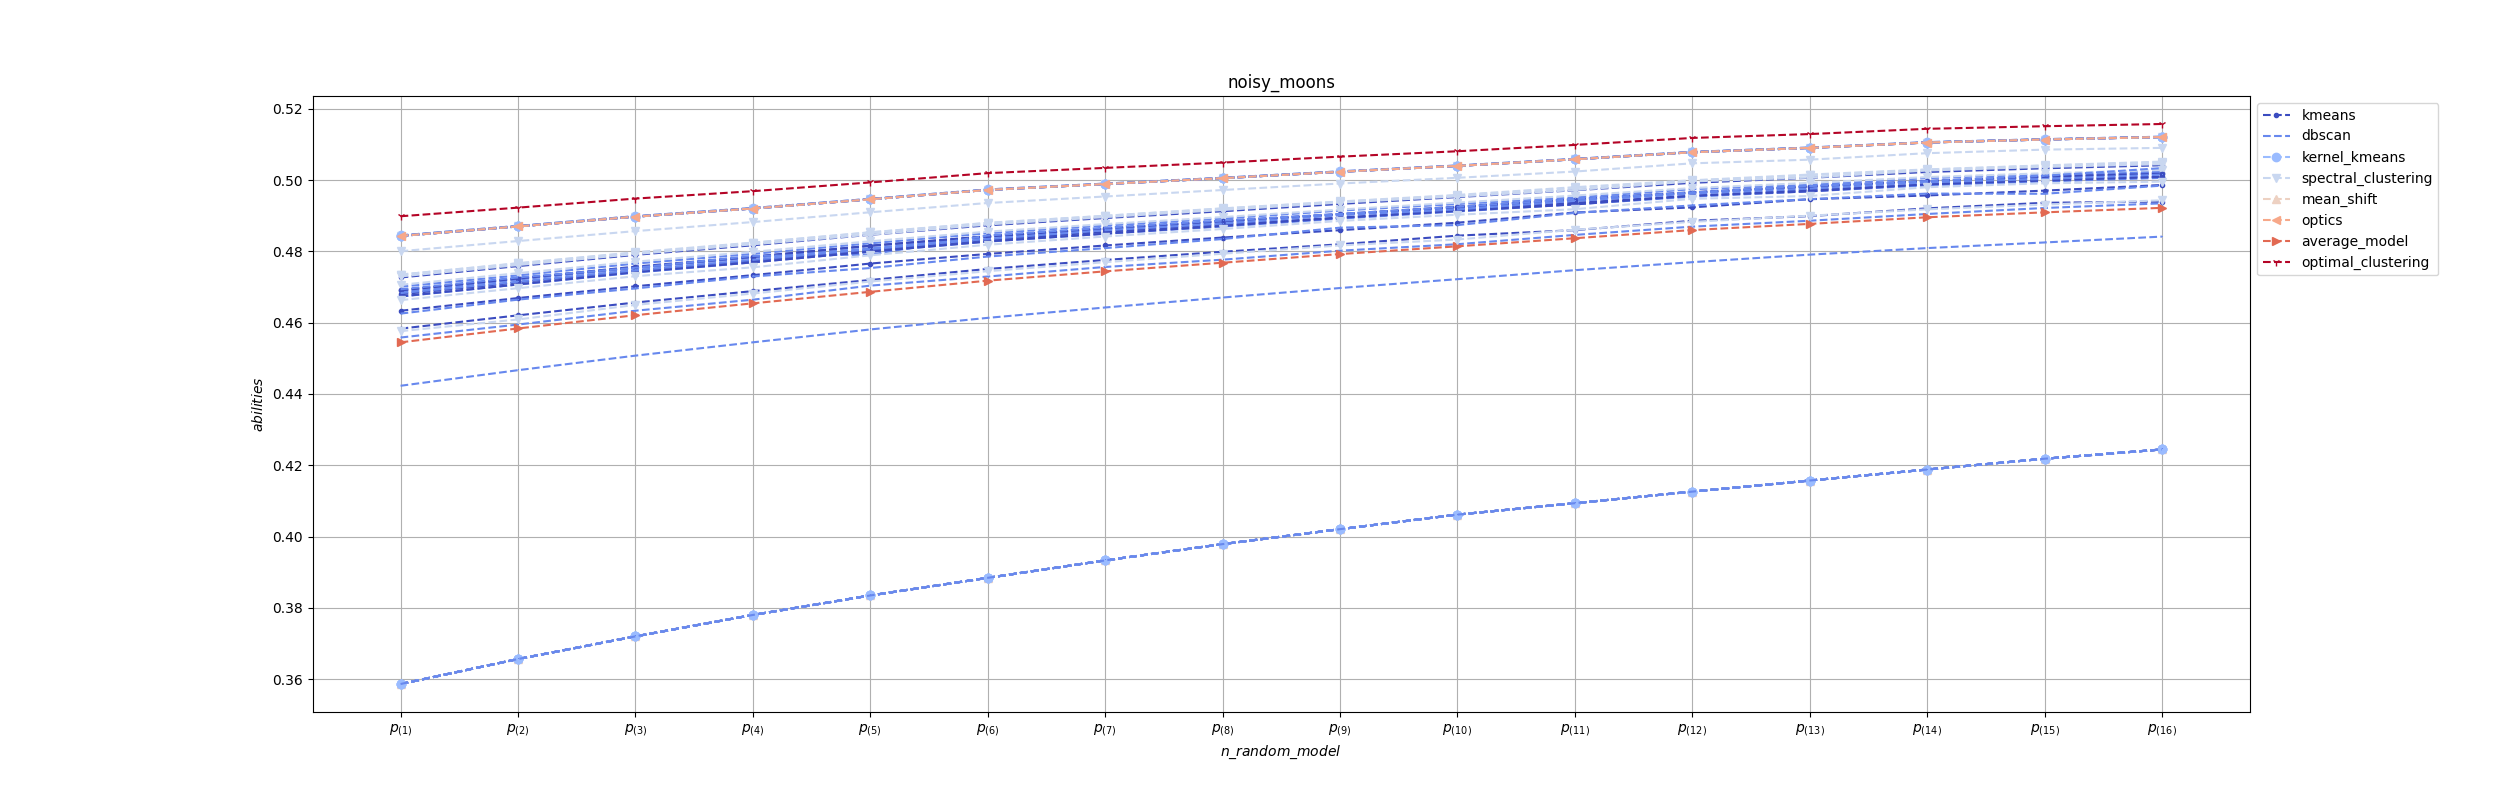 noisy_moons
0.52
0.50
0.48
0.46
0.44
0.42
0.40
0.38
0.36
abilities
p(1) p(2) p(3) p(4) p(5) p(6) p(7) p(8) p(9) p(10) p(11) p(12) p(13) p(14) p(15) p(16)
n_random_model
kmeans
dbscan
kernel_kmeans
spectral_clustering
mean_shift
optics
average_model
optimal_clustering